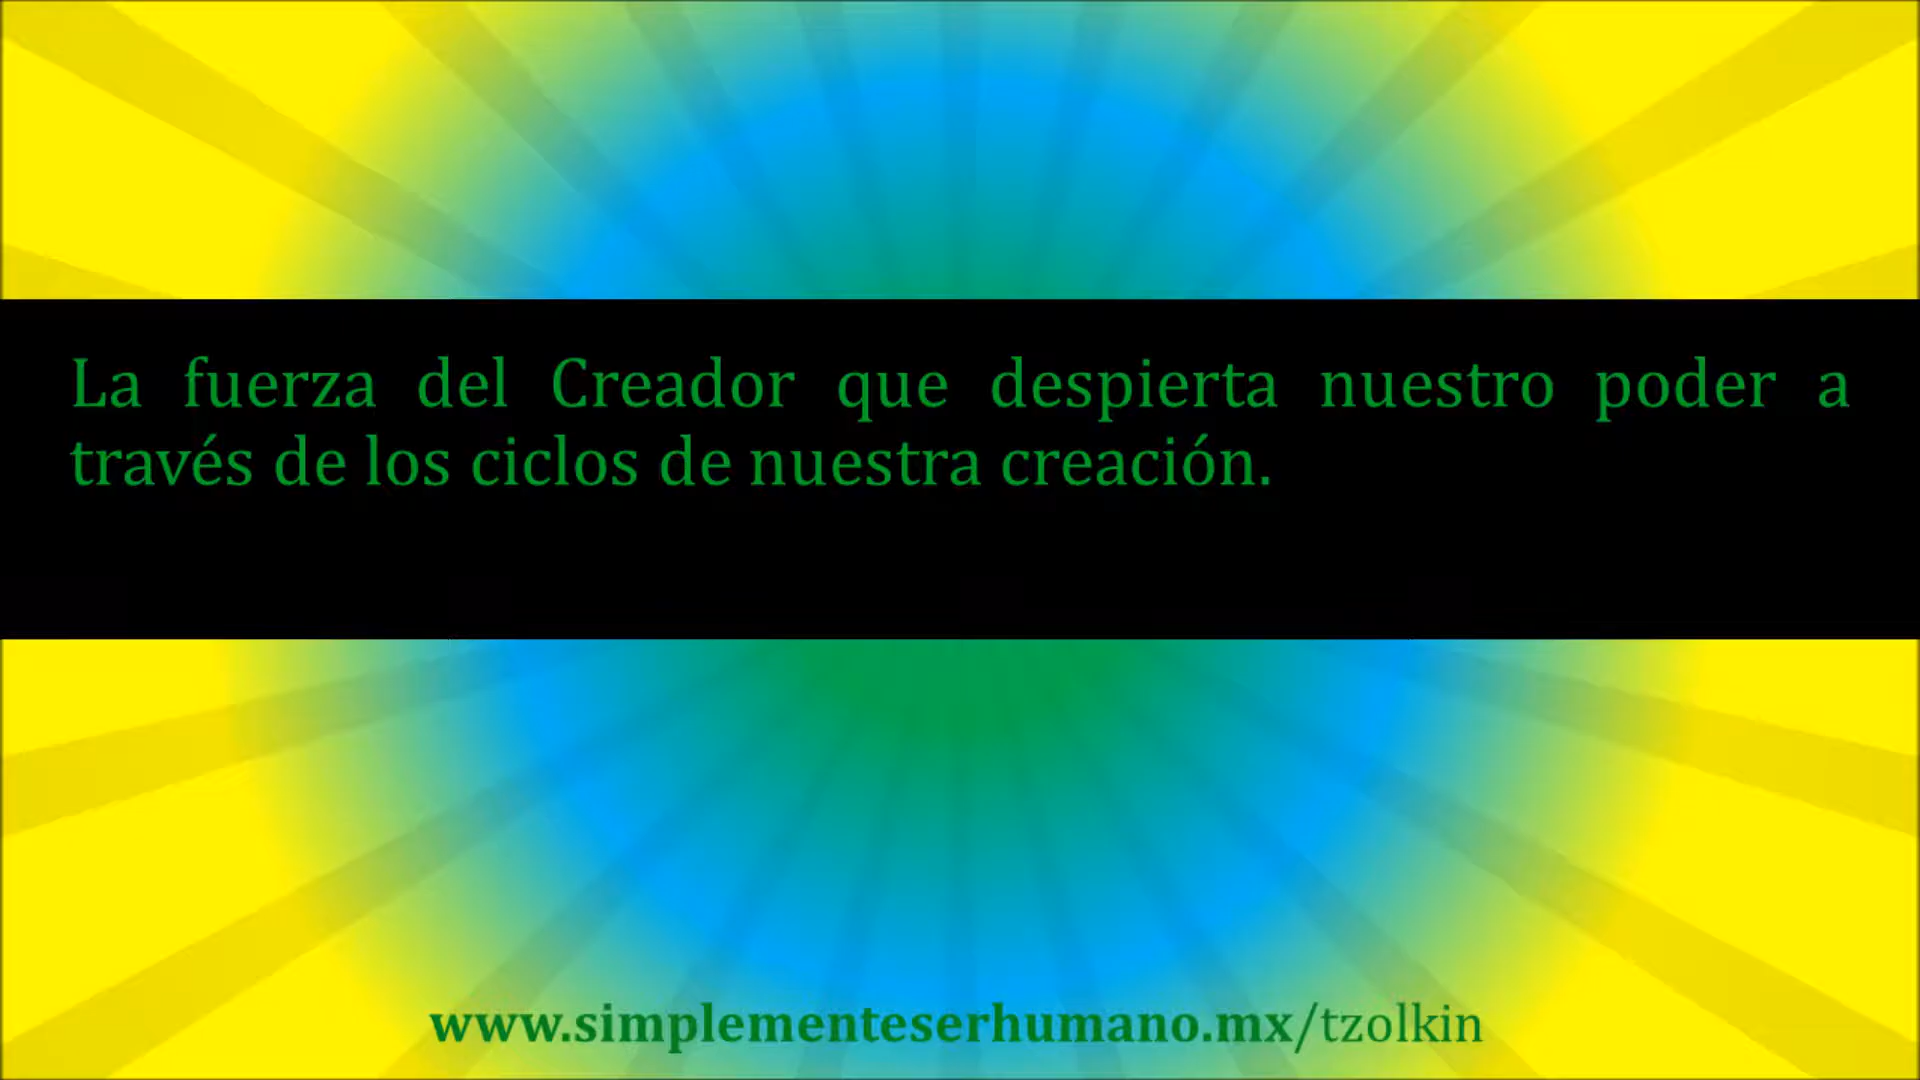 La fuerza del Creador que despierta nuestro poder a
través de los ciclos de nuestra creación.
www.simplementeserhumano.mx/tzolkin